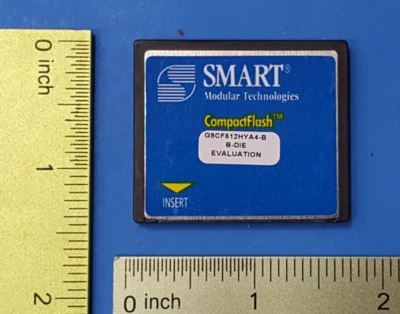 0 inch
1
2
SMART®
Modular Technologies
CompactFlash™
G9CF512HYA4-B
B-DIE
EVALUATION
INSERT
0 inch 1 2